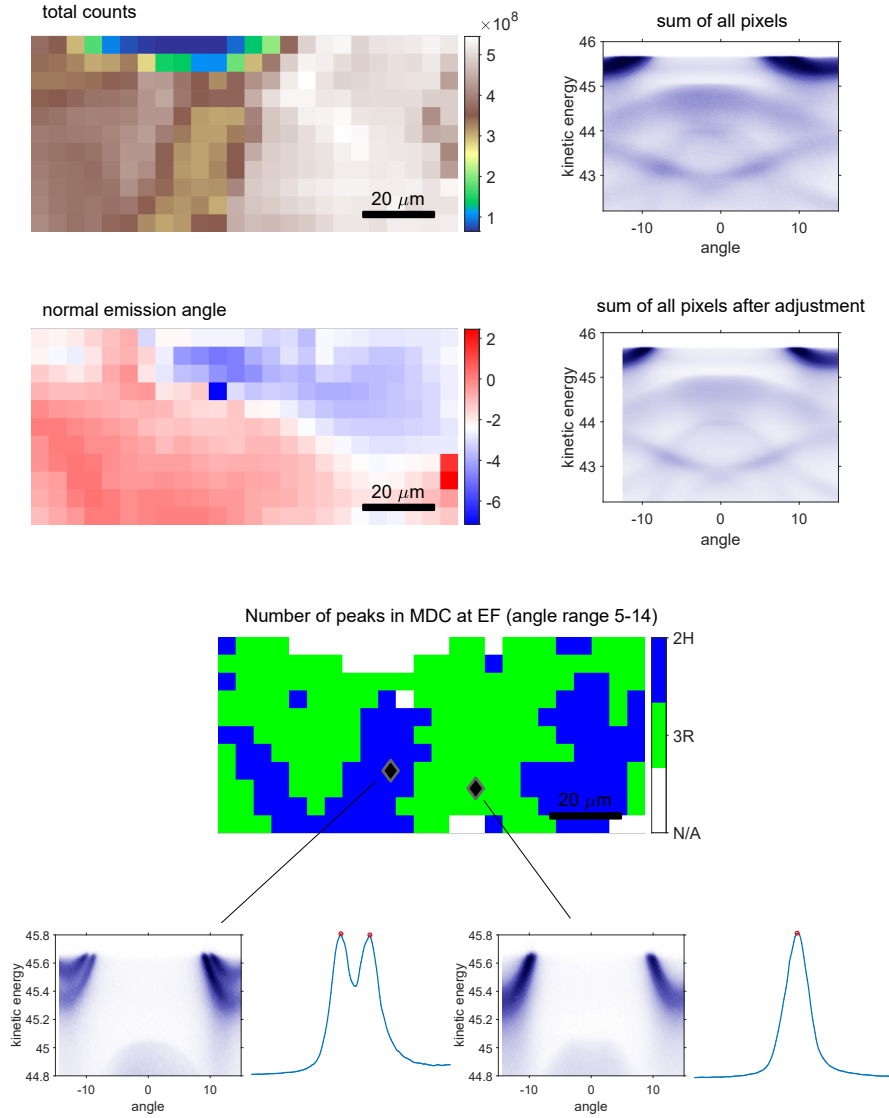 total counts
×10^8
5
4
3
2
1
20 μm
sum of all pixels
46
45
44
43
kinetic energy
-10 0 10
angle
normal emission angle
2
0
-2
-4
-6
20 μm
sum of all pixels after adjustment
46
45
44
43
kinetic energy
-10 0 10
angle
Number of peaks in MDC at EF (angle range 5-14)
2H
3R
N/A
20 μm
45.8
45.6
45.4
45.2
45
44.8
kinetic energy
-10 0 10
angle
45.8
45.6
45.4
45.2
45
44.8
kinetic energy
-10 0 10
angle